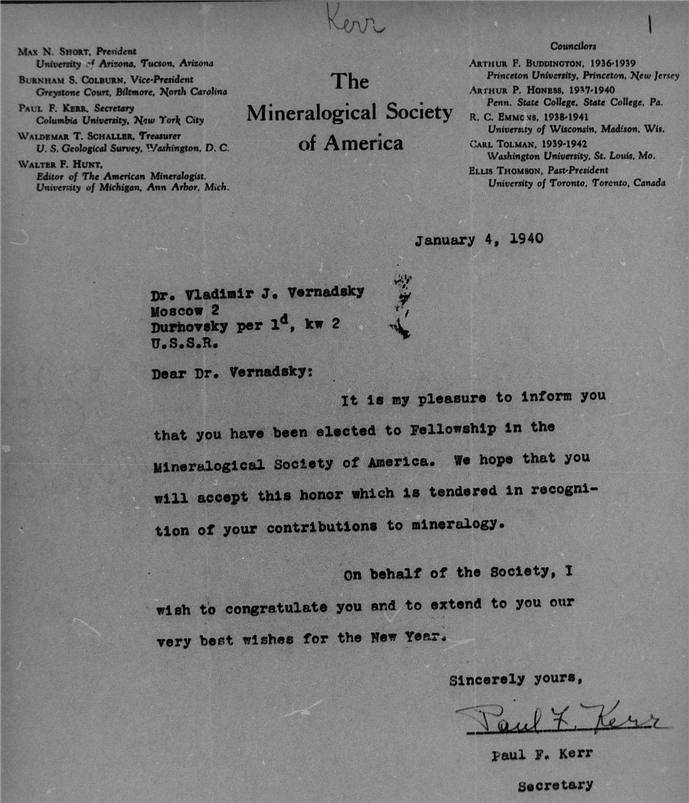 Kerr
1
Max N. Short, President
University of Arizona, Tucson, Arizona
Burnham S. Colburn, Vice-President
Greystone Court, Biltmore, North Carolina
Paul F. Kerr, Secretary
Columbia University, New York City
Waldemar T. Schaller, Treasurer
U. S. Geological Survey, Washington, D. C.
Walter F. Hunt,
Editor of The American Mineralogist,
University of Michigan, Ann Arbor, Mich.
The
Mineralogical Society
of America
Councilors
Arthur F. Buddington, 1936-1939
Princeton University, Princeton, New Jersey
Arthur P. Honess, 1937-1940
Penn. State College, State College, Pa.
R. C. Emmons, 1938-1941
University of Wisconsin, Madison, Wis.
Carl Tolman, 1939-1942
Washington University, St. Louis, Mo.
Ellis Thomson, Past-President
University of Toronto, Toronto, Canada
January 4, 1940
Dr. Vladimir J. Vernadsky
Moscow 2
Durhovsky per 1d, kw 2
U.S.S.R.
Dear Dr. Vernadsky:
It is my pleasure to inform you
that you have been elected to Fellowship in the
Mineralogical Society of America. We hope that you
will accept this honor which is tendered in recogni-
tion of your contributions to mineralogy.
On behalf of the Society, I
wish to congratulate you and to extend to you our
very best wishes for the New Year.
Sincerely yours,
Paul F. Kerr
Paul F. Kerr
Secretary